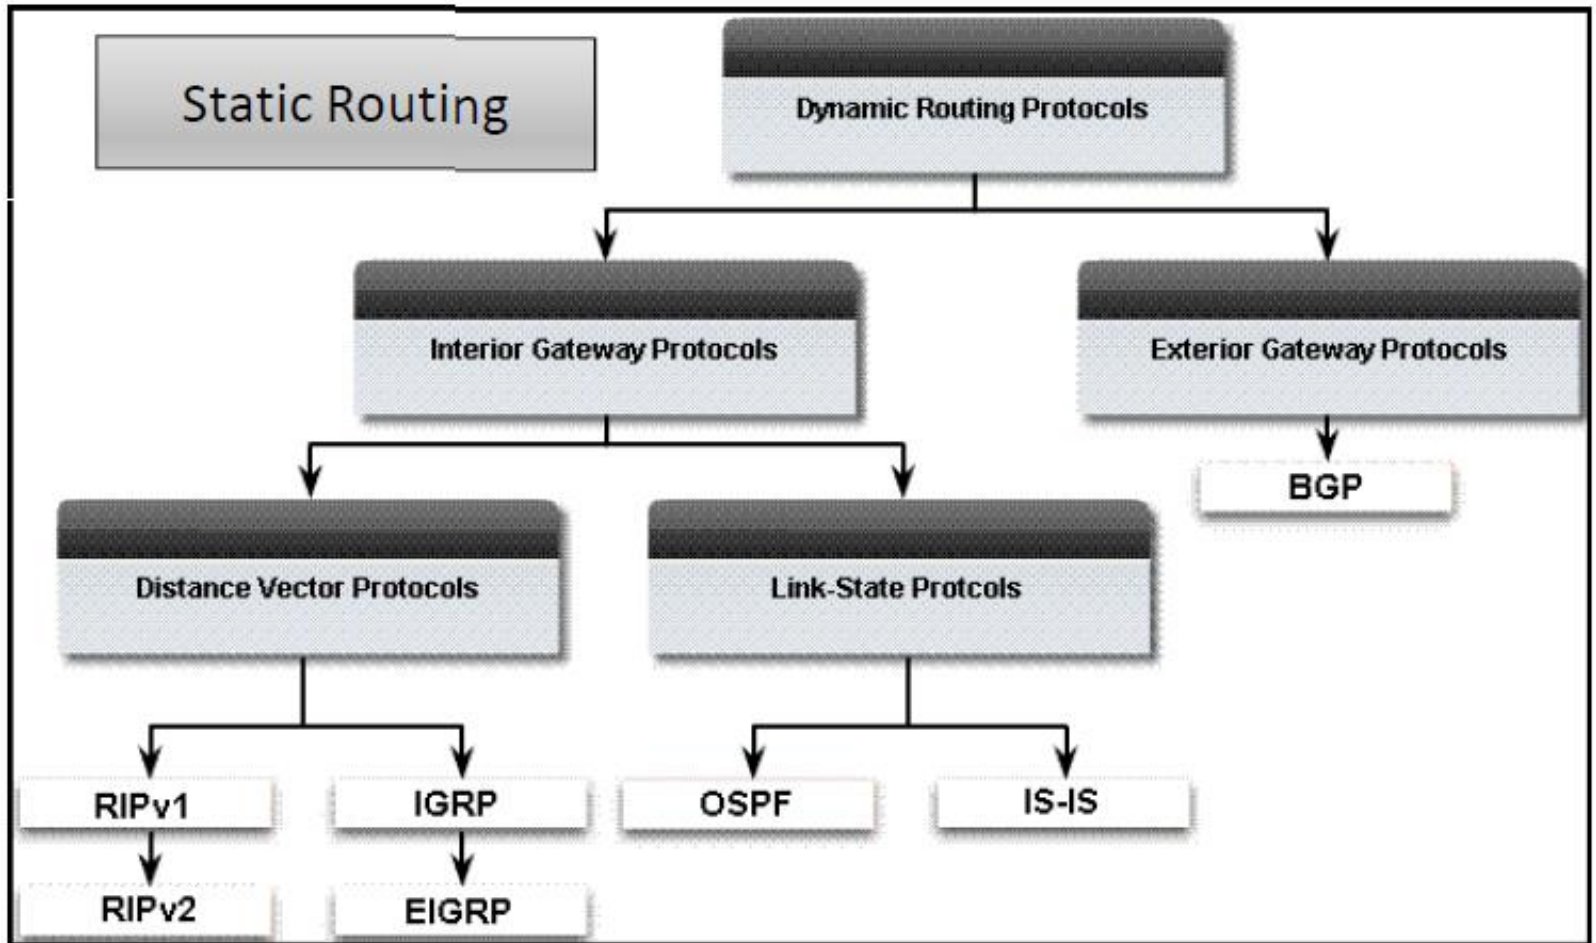 Static Routing
Dynamic Routing Protocols
Interior Gateway Protocols
Exterior Gateway Protocols
BGP
Distance Vector Protocols
Link-State Protcols
RIPv1
IGRP
OSPF
IS-IS
RIPv2
EIGRP